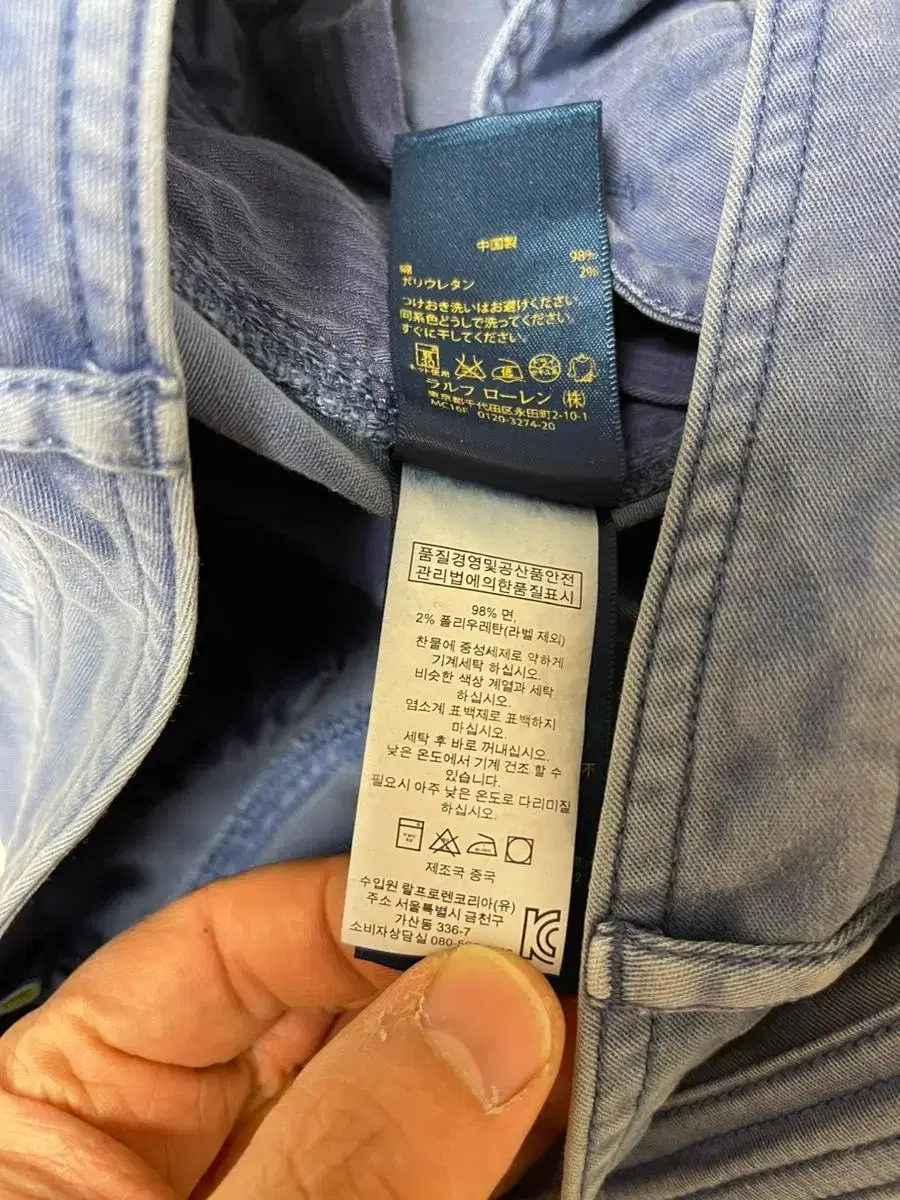 中国製
綿 98%
ポリウレタン 2%
つけおき洗いはお避けください。
同系色どうしで洗ってください
すぐに干してください。
ネット使用
ラルフ ローレン (株)
東京都千代田区永田町2-10-1
MC16F 0120-3274-20
품질경영및공산품안전
관리법에의한품질표시
98% 면,
2% 폴리우레탄(라벨 제외)
찬물에 중성세제로 약하게
기계세탁 하십시오.
비슷한 색상 계열과 세탁
하십시오.
염소계 표백제로 표백하지
마십시오.
세탁 후 바로 꺼내십시오.
낮은 온도에서 기계 건조 할 수
있습니다.
필요시 아주 낮은 온도로 다리미질
하십시오.
제조국 중국
수입원 랄프로렌코리아(유)
주소 서울특별시 금천구
가산동 336-7
소비자상담실 080-
不